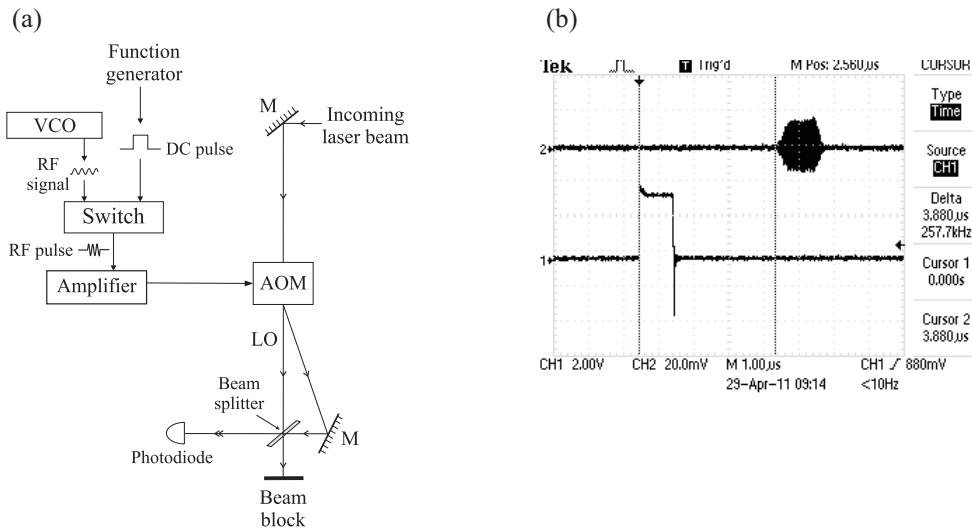 (a)
Function
generator
VCO
RF
signal
DC pulse
Switch
RF pulse
Amplifier
M
Incoming
laser beam
AOM
LO
Beam
splitter
M
Photodiode
Beam
block
(b)
Tek
T Trig'd
M Pos: 2.560µs
CURSOR
Type
Time
Source
CH1
Delta
3.880µs
257.7kHz
Cursor 1
0.000s
Cursor 2
3.880µs
2
1
CH1 2.00V CH2 20.0mV M 1.00µs CH1 880mV
29-Apr-11 09:14 <10Hz